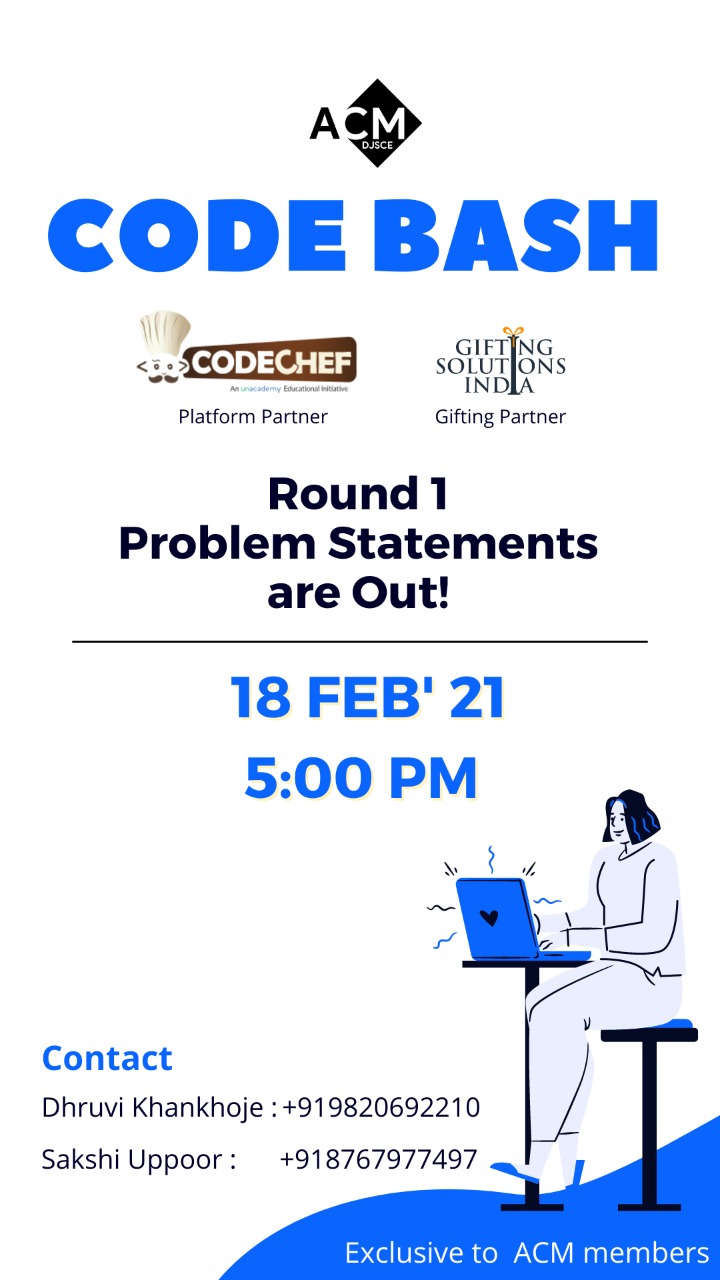 ACM
DJSCE
CODE BASH
CODECHEF
An unacademy Educational Initiative
Platform Partner
GIFTING
SOLUTIONS
INDIA
Gifting Partner
Round 1
Problem Statements
are Out!
18 FEB' 21
5:00 PM
Contact
Dhruvi Khankhoje : +919820692210
Sakshi Uppoor : +918767977497
Exclusive to ACM members